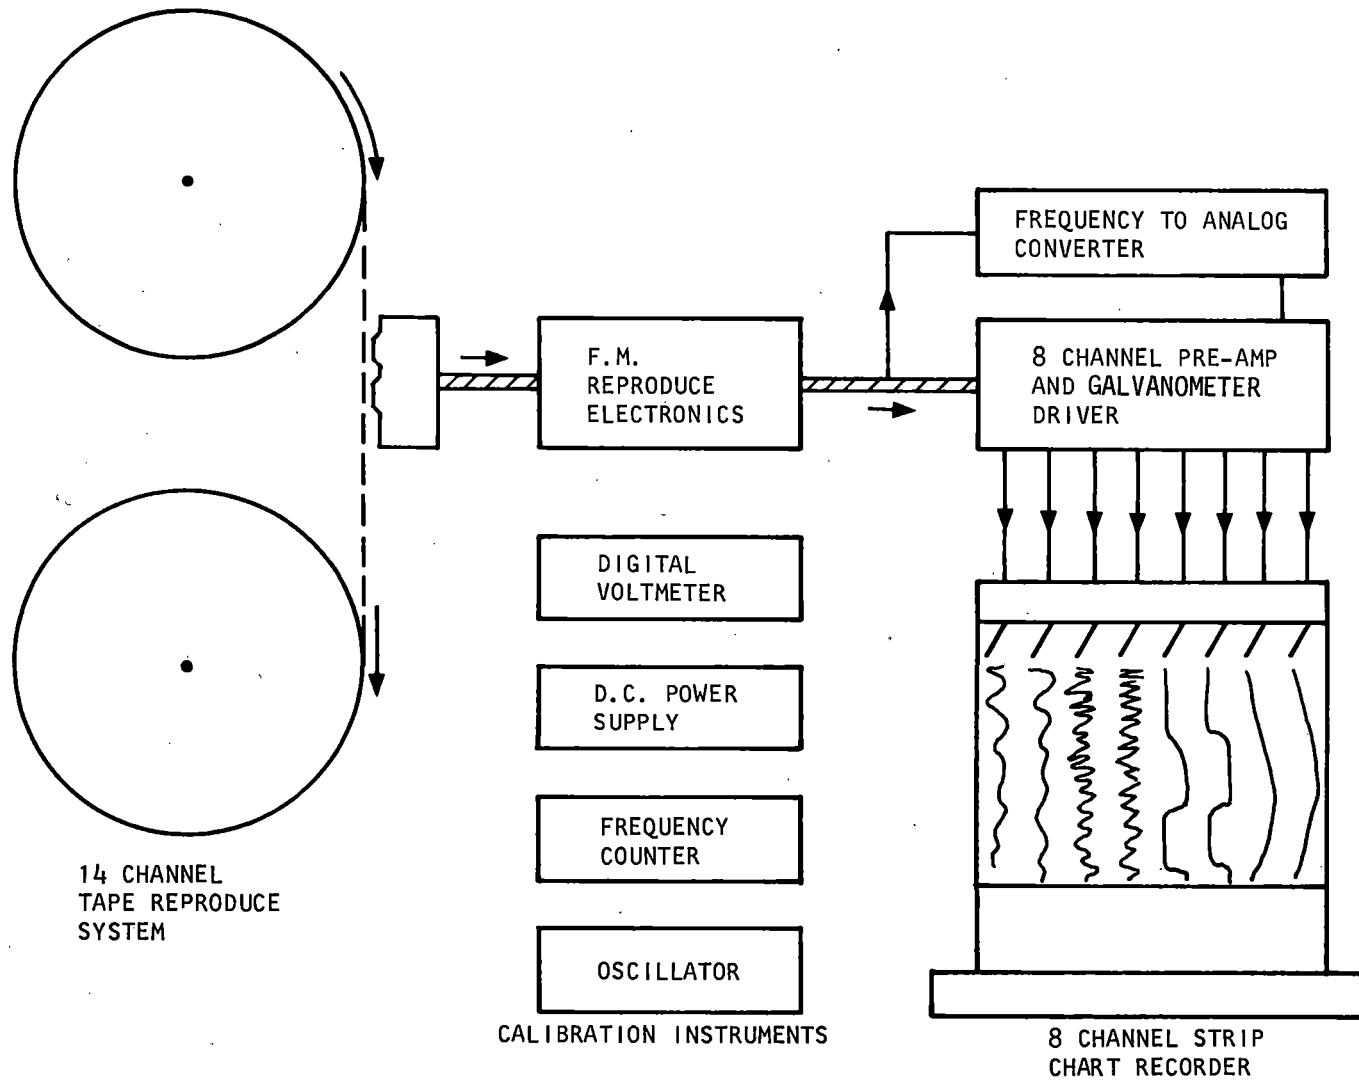 FREQUENCY TO ANALOG
CONVERTER
F.M.
REPRODUCE
ELECTRONICS
8 CHANNEL PRE-AMP
AND GALVANOMETER
DRIVER
DIGITAL
VOLTMETER
D.C. POWER
SUPPLY
FREQUENCY
COUNTER
OSCILLATOR
CALIBRATION INSTRUMENTS
14 CHANNEL
TAPE REPRODUCE
SYSTEM
8 CHANNEL STRIP
CHART RECORDER